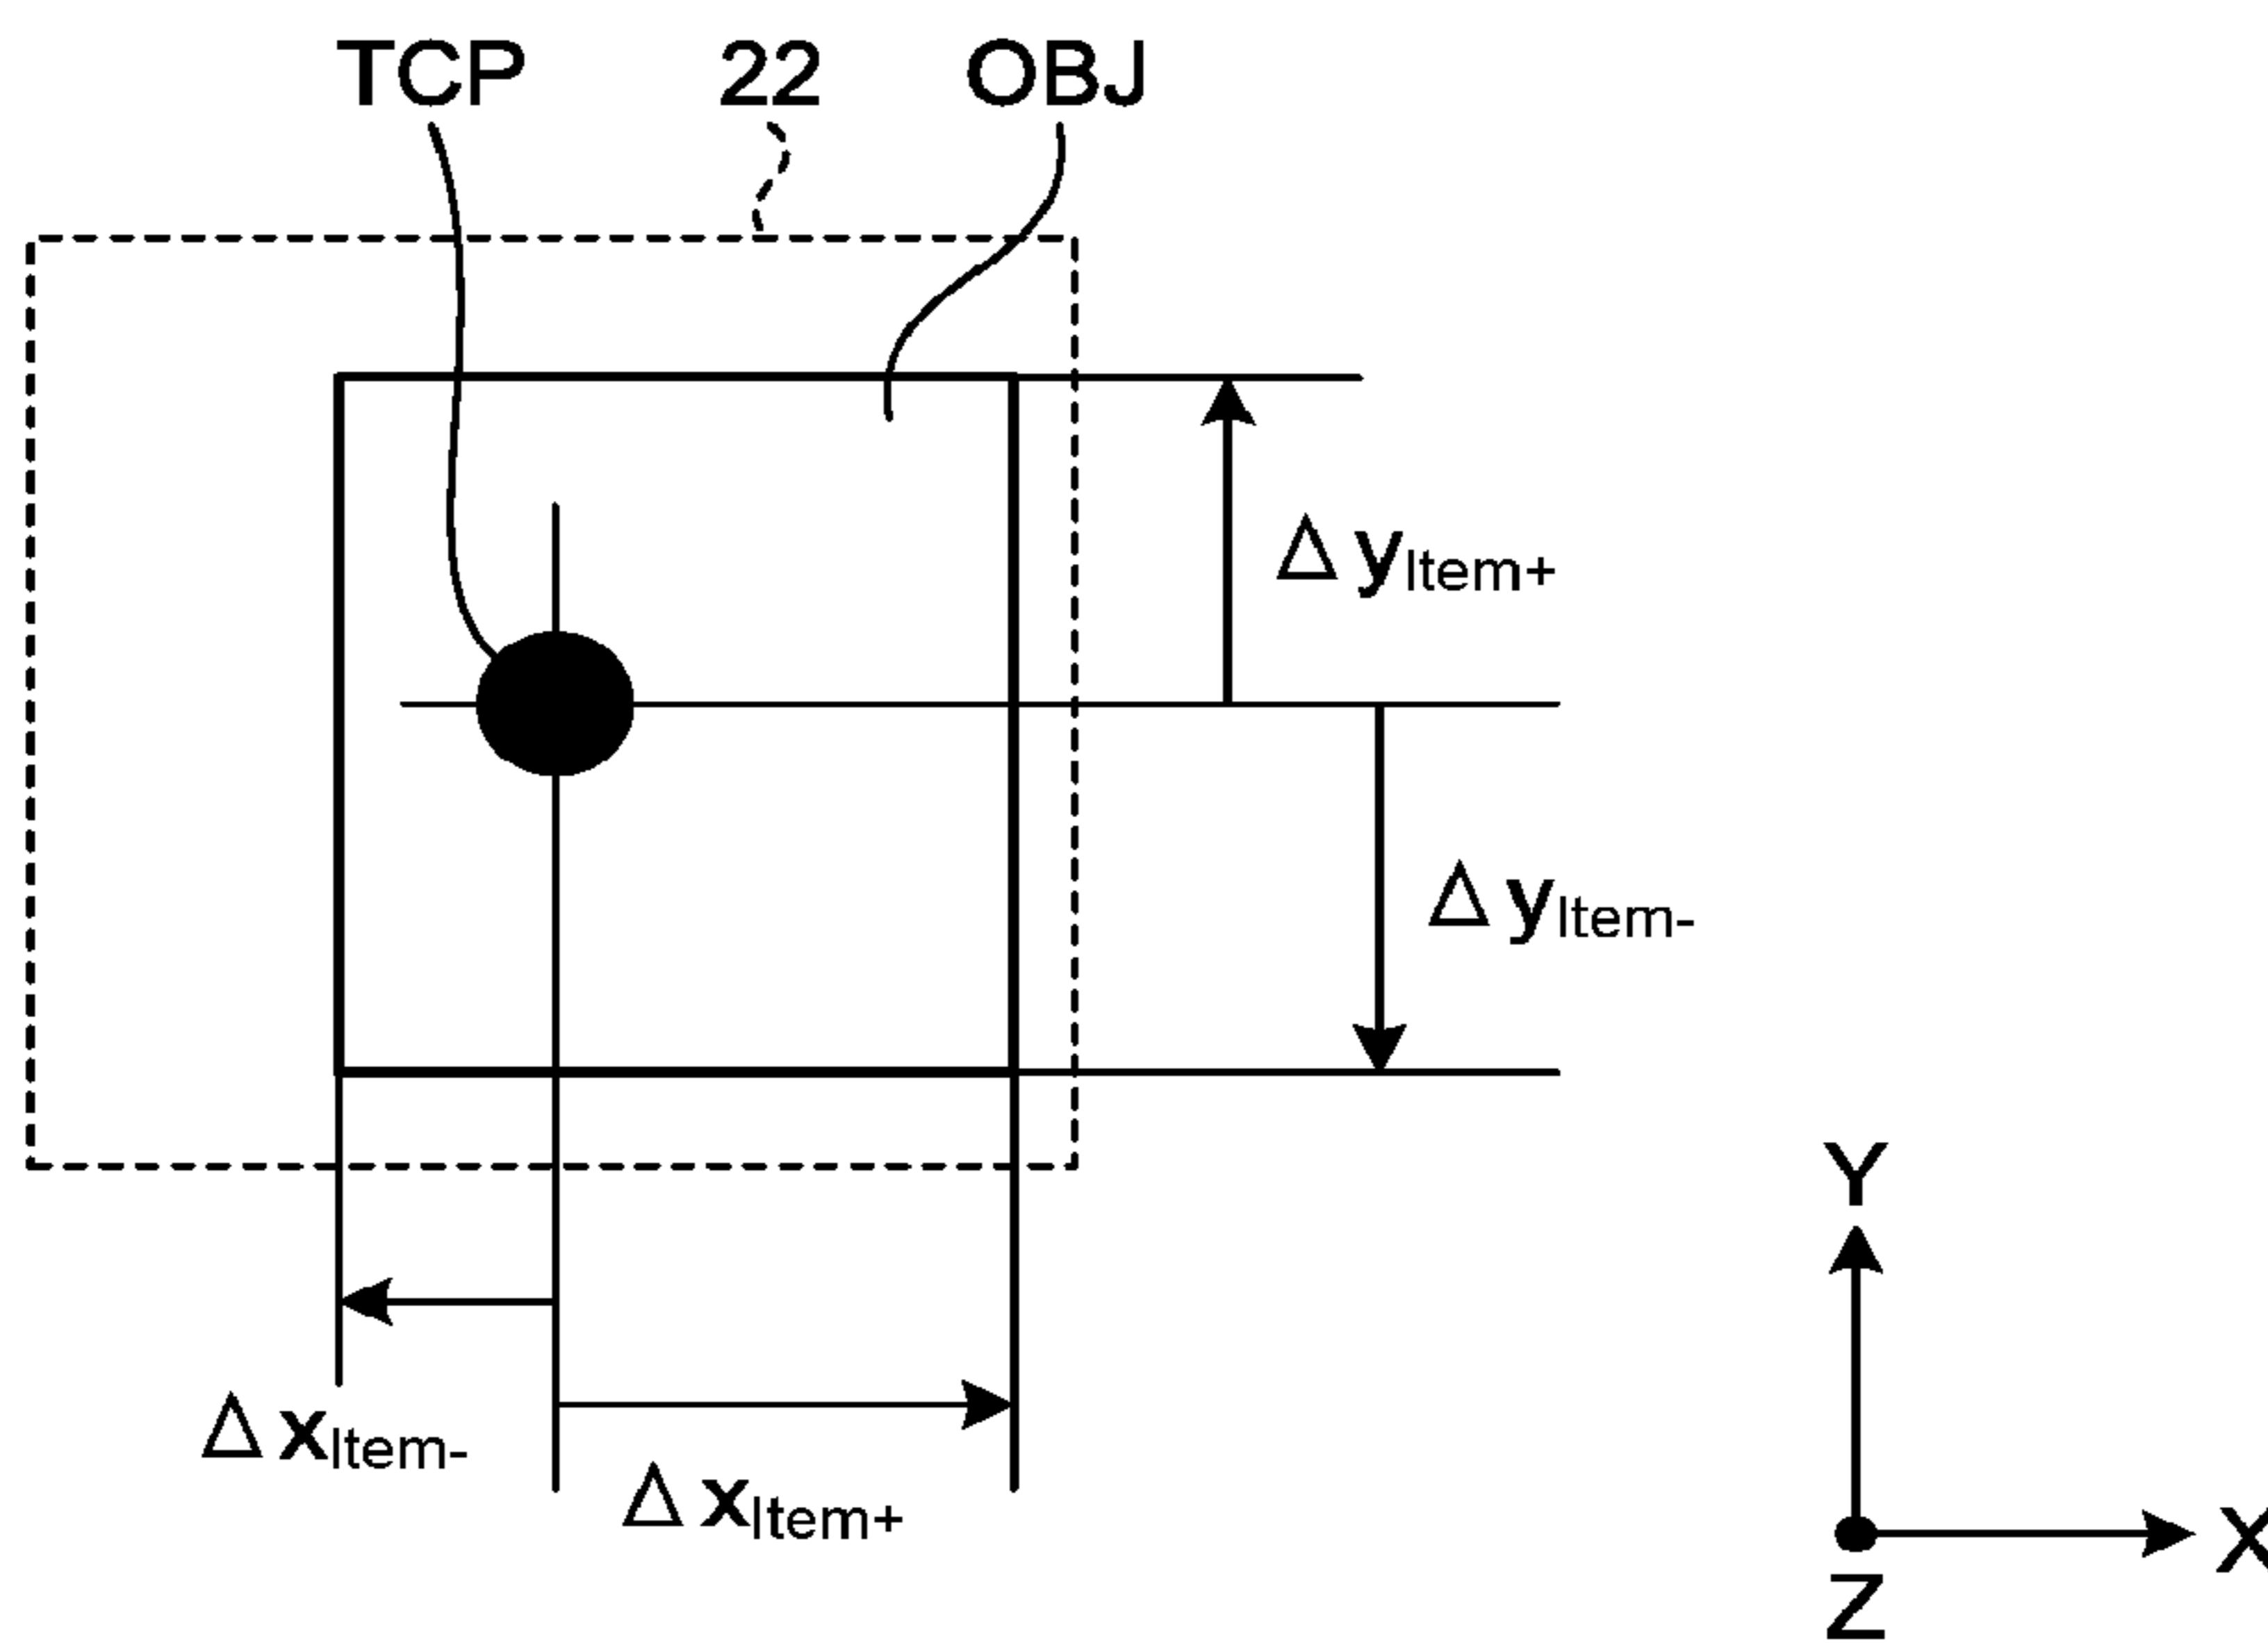 TCP 22 OBJ
Δ yItem+
Δ yItem-
Y
Δ xItem-
Δ xItem+
X
Z